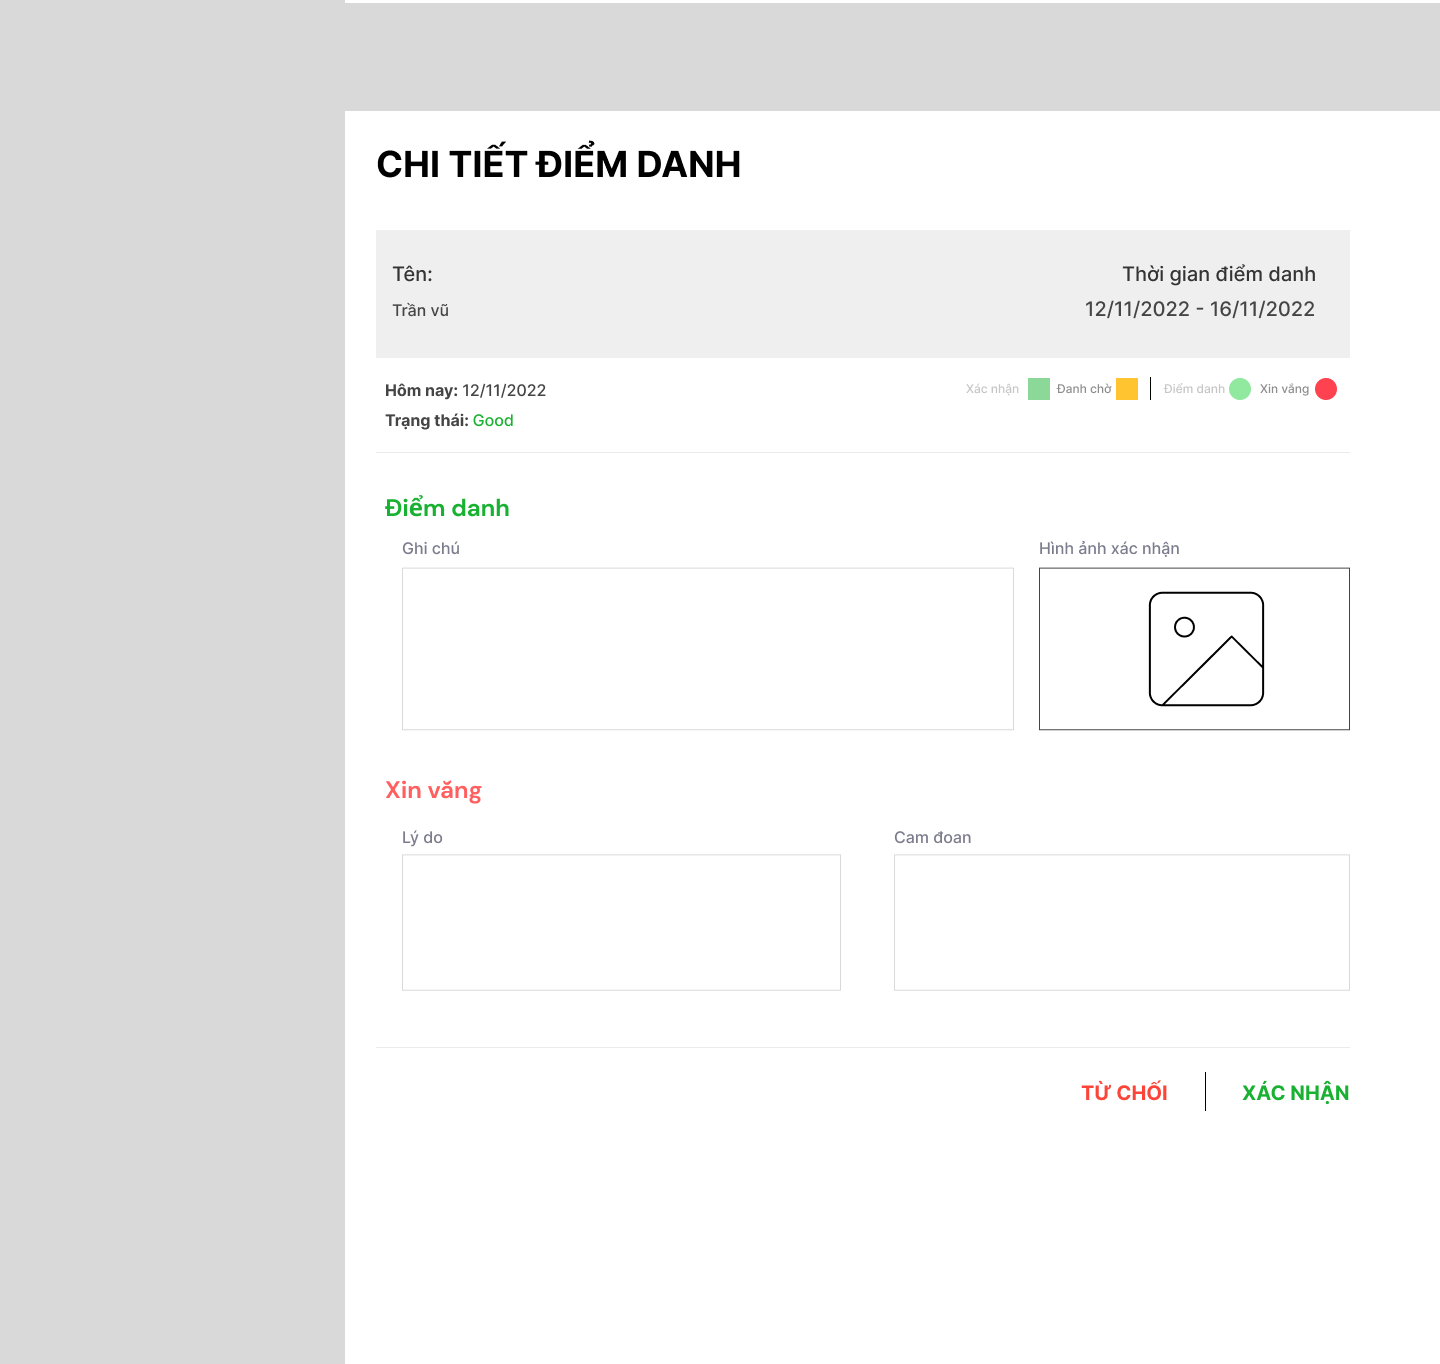 CHI TIẾT ĐIỂM DANH
Tên:
Trần vũ
Thời gian điểm danh
12/11/2022 - 16/11/2022
Hôm nay: 12/11/2022
Trạng thái: Good
Xác nhận Đanh chờ Điểm danh Xin vắng
Điểm danh
Ghi chú
Hình ảnh xác nhận
Xin vắng
Lý do
Cam đoan
TỪ CHỐI
XÁC NHẬN